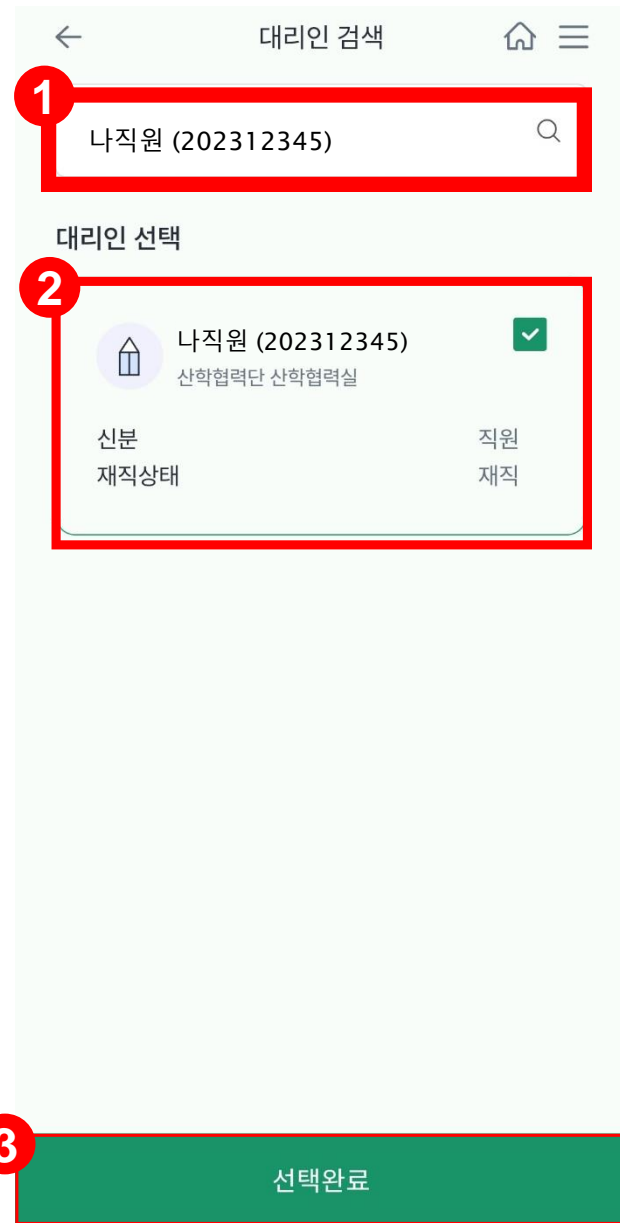 대리인 검색
1
나직원 (202312345)
대리인 선택
2
나직원 (202312345)
산학협력단 산학협력실
신분 직원
재직상태 재직
3
선택완료